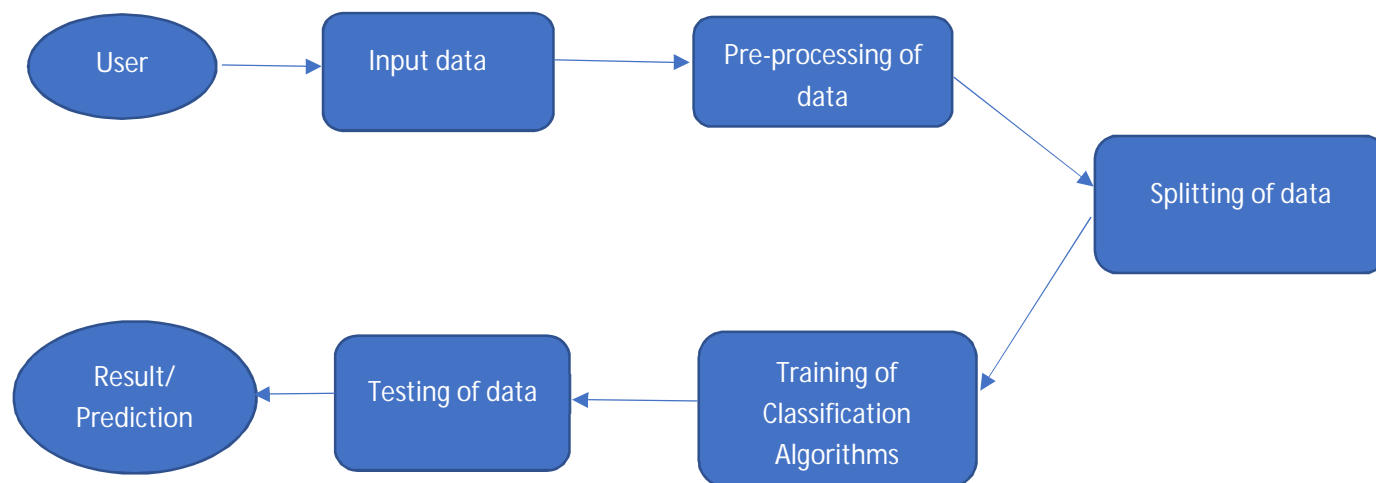 User
Input data
Pre-processing of
data
Splitting of data
Training of
Classification
Algorithms
Testing of data
Result/
Prediction